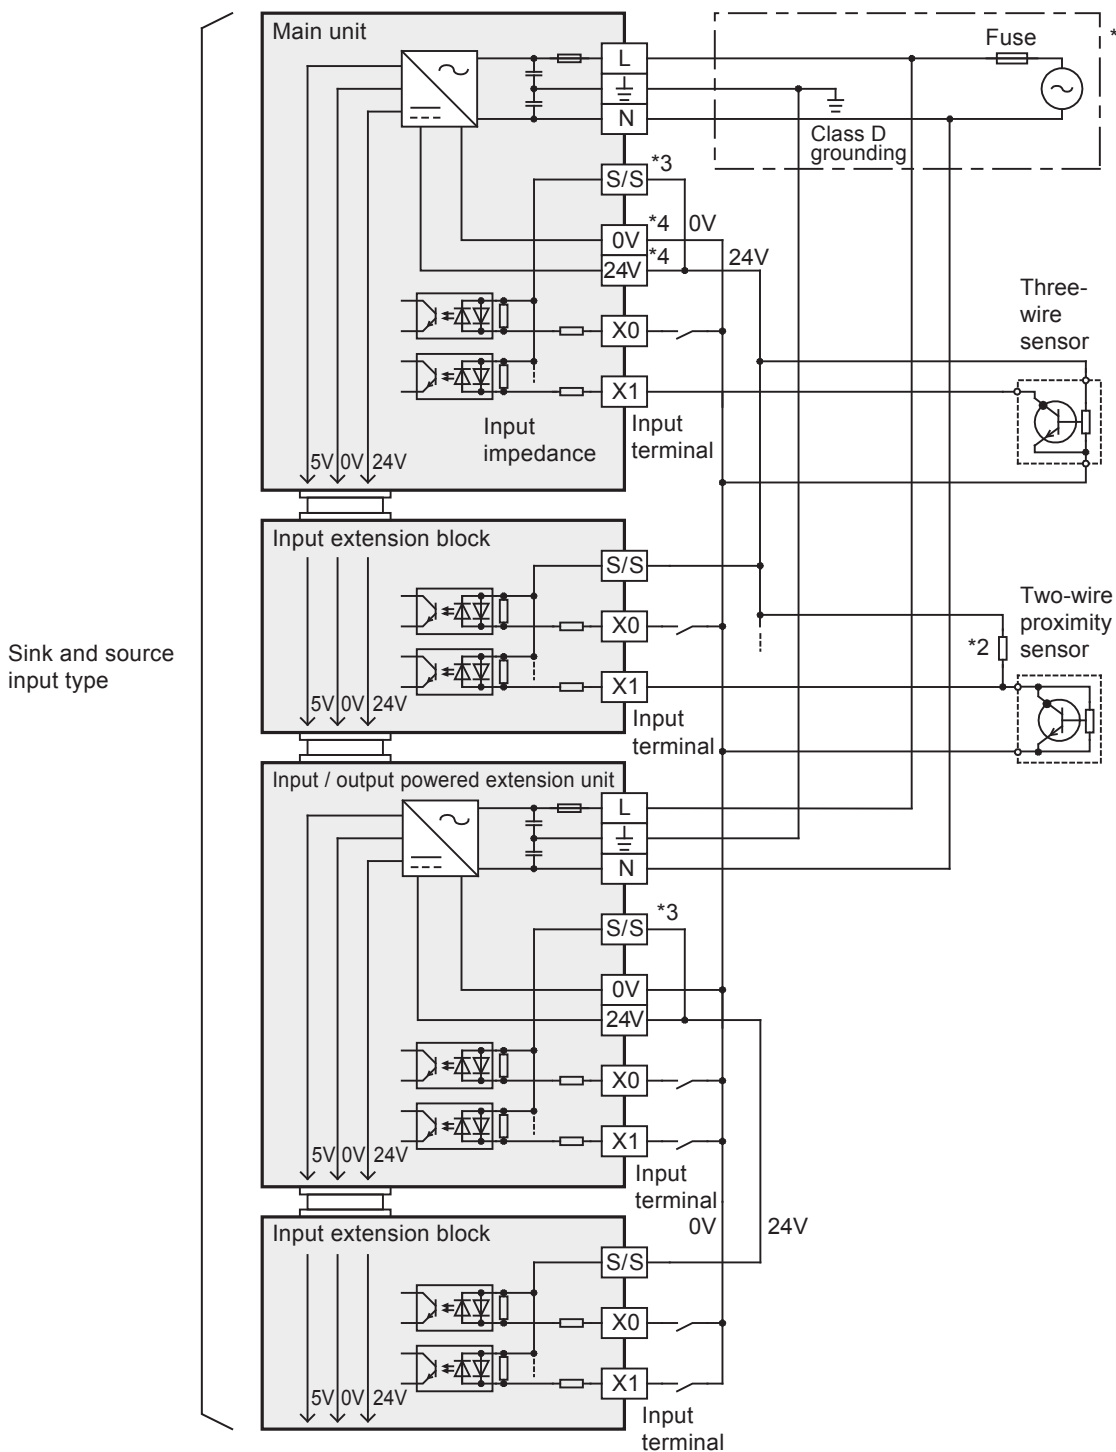 Main unit
L
N
Fuse
*
Class D
grounding
S/S
*3
0V
*4
0V
24V
*4
24V
X0
X1
Input
impedance
Input
terminal
Three-
wire
sensor
5V 0V 24V
Input extension block
S/S
X0
X1
Input
terminal
*2
Two-wire
proximity
sensor
5V 0V 24V
Sink and source
input type
Input / output powered extension unit
L
N
S/S
*3
0V
24V
X0
X1
Input
terminal
5V 0V 24V
0V
24V
Input extension block
S/S
X0
X1
Input
terminal
5V 0V 24V